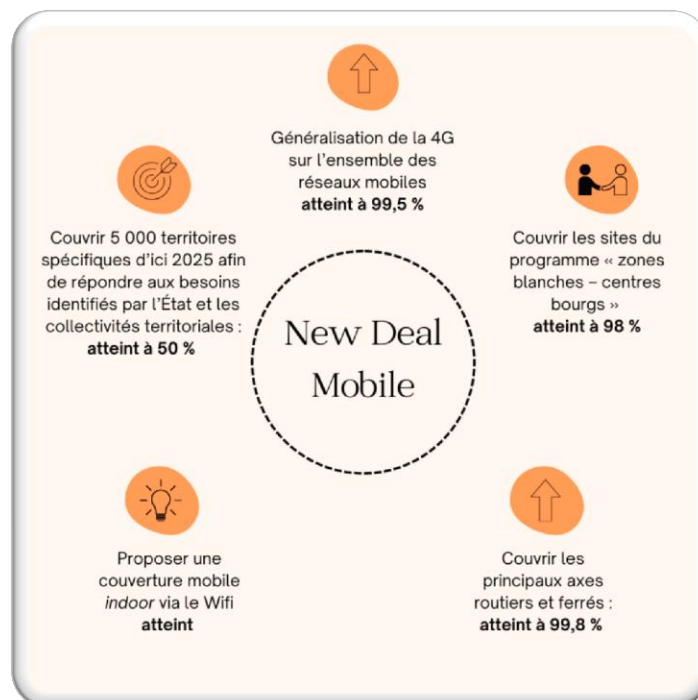 Généralisation de la 4G
sur l'ensemble des
réseaux mobiles
atteint à 99,5 %
Couvrir 5 000 territoires
spécifiques d'ici 2025 afin
de répondre aux besoins
identifiés par l'État et les
collectivités territoriales :
atteint à 50 %
Couvrir les sites du
programme « zones
blanches – centres
bourgs »
atteint à 98 %
New Deal
Mobile
Proposer une
couverture mobile
indoor via le Wifi
atteint
Couvrir les
principaux axes
routiers et ferrés :
atteint à 99,8 %